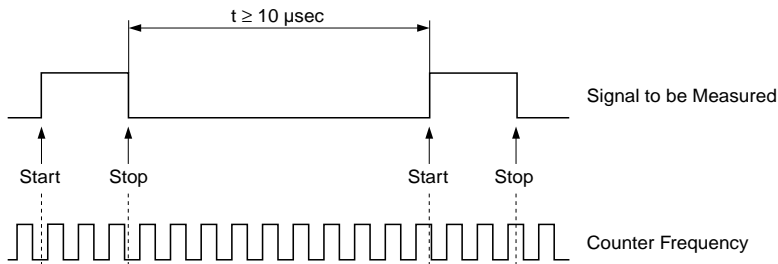 t ≥ 10 µsec
Signal to be Measured
Start Stop Start Stop
Counter Frequency